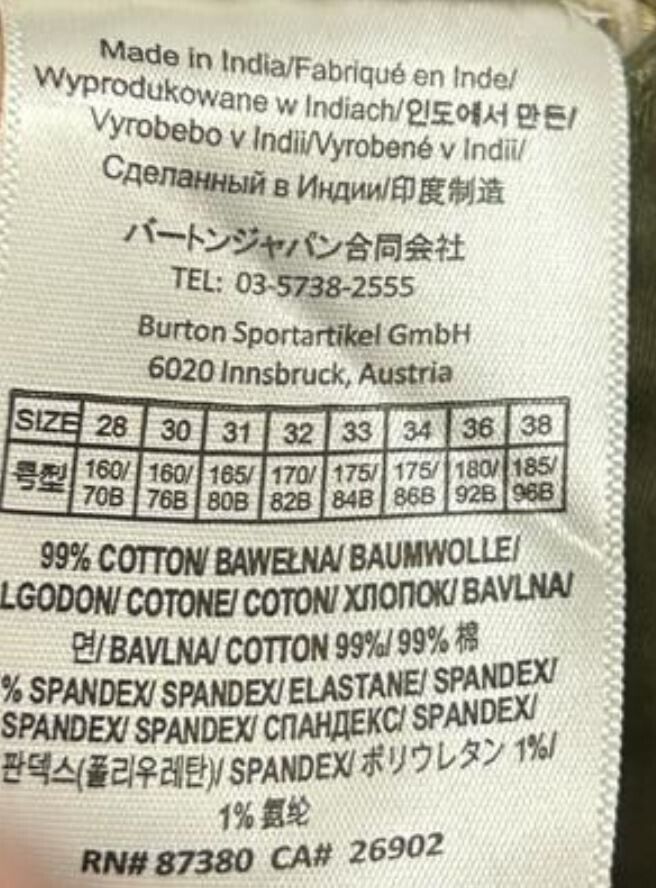 Made in India/Fabriqué en Inde/
Wyprodukowane w Indiach/인도에서 만든/
Vyrobebo v Indii/Vyrobené v Indii/
Сделанный в Индии/印度制造
バートンジャパン合同会社
TEL: 03-5738-2555
Burton Sportartikel GmbH
6020 Innsbruck, Austria
SIZE 28 30 31 32 33 34 36 38
号型 160/70B 160/76B 165/80B 170/82B 175/84B 175/86B 180/92B 185/96B
99% COTTON/ BAWEŁNA/ BAUMWOLLE/
LGODON/ COTONE/ COTON/ ХЛОПОК/ BAVLNA/
면/ BAVLNA/ COTTON 99%/ 99% 棉
% SPANDEX/ SPANDEX/ ELASTANE/ SPANDEX/
SPANDEX/ SPANDEX/ СПАНДЕКС/ SPANDEX/
판덱스(폴리우레탄)/ SPANDEX/ ポリウレタン 1%/
1% 氨纶
RN# 87380 CA# 26902